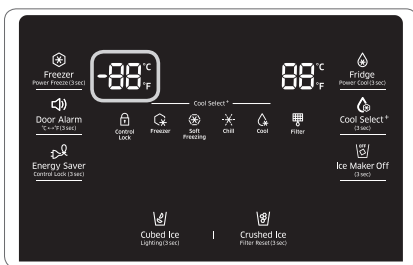 Freezer
Power Freeze (3 sec)
-88 °C °F
88 °C °F
Fridge
Power Cool (3 sec)
Cool Select+
Door Alarm
°C↔°F (3 sec)
Control Lock
Freezer
Soft Freezing
Chill
Cool
Filter
Cool Select+
(3 sec)
Energy Saver
Control Lock (3 sec)
OFF
Ice Maker Off
(3 sec)
Cubed Ice
Lighting (3 sec)
Crushed Ice
Filter Reset (3 sec)